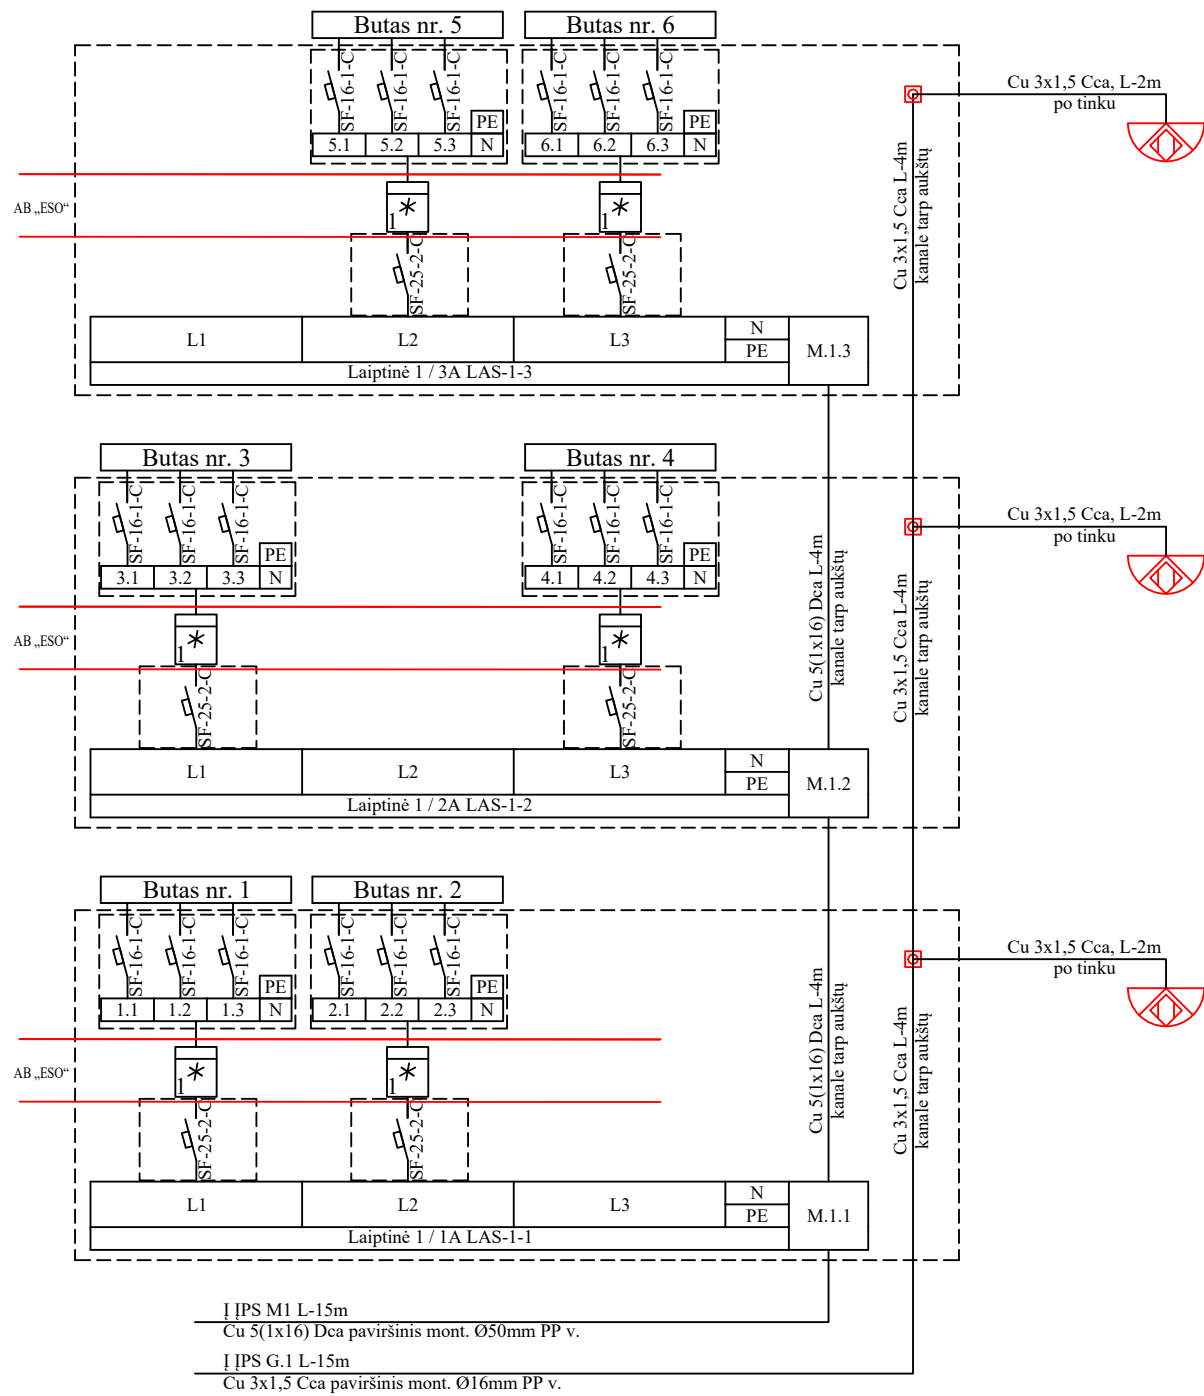 Butas nr. 5
Butas nr. 6
SF-16-1-C
SF-16-1-C
SF-16-1-C
SF-16-1-C
SF-16-1-C
SF-16-1-C
PE
PE
5.1 5.2 5.3 N
6.1 6.2 6.3 N
Cu 3x1,5 Cca, L-2m
po tinku
AB „ESO“
1
1
SF-25-2-C
SF-25-2-C
Cu 3x1,5 Cca L-4m
kanale tarp aukštų
L1 L2 L3 N
PE
M.1.3
Laiptinė 1 / 3A LAS-1-3
Butas nr. 3
Butas nr. 4
SF-16-1-C
SF-16-1-C
SF-16-1-C
SF-16-1-C
SF-16-1-C
SF-16-1-C
PE
PE
3.1 3.2 3.3 N
4.1 4.2 4.3 N
Cu 3x1,5 Cca, L-2m
po tinku
AB „ESO“
1
1
SF-25-2-C
SF-25-2-C
Cu 5(1x16) Dca L-4m
kanale tarp aukštų
Cu 3x1,5 Cca L-4m
kanale tarp aukštų
L1 L2 L3 N
PE
M.1.2
Laiptinė 1 / 2A LAS-1-2
Butas nr. 1
Butas nr. 2
SF-16-1-C
SF-16-1-C
SF-16-1-C
SF-16-1-C
SF-16-1-C
SF-16-1-C
PE
PE
1.1 1.2 1.3 N
2.1 2.2 2.3 N
Cu 3x1,5 Cca, L-2m
po tinku
AB „ESO“
1
1
SF-25-2-C
SF-25-2-C
Cu 5(1x16) Dca L-4m
kanale tarp aukštų
Cu 3x1,5 Cca L-4m
kanale tarp aukštų
L1 L2 L3 N
PE
M.1.1
Laiptinė 1 / 1A LAS-1-1
Į ĮPS M1 L-15m
Cu 5(1x16) Dca paviršinis mont. Ø50mm PP v.
Į ĮPS G.1 L-15m
Cu 3x1,5 Cca paviršinis mont. Ø16mm PP v.